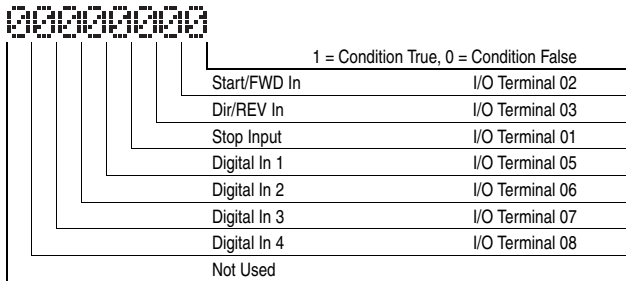 00000000
1 = Condition True, 0 = Condition False
Start/FWD In I/O Terminal 02
Dir/REV In I/O Terminal 03
Stop Input I/O Terminal 01
Digital In 1 I/O Terminal 05
Digital In 2 I/O Terminal 06
Digital In 3 I/O Terminal 07
Digital In 4 I/O Terminal 08
Not Used